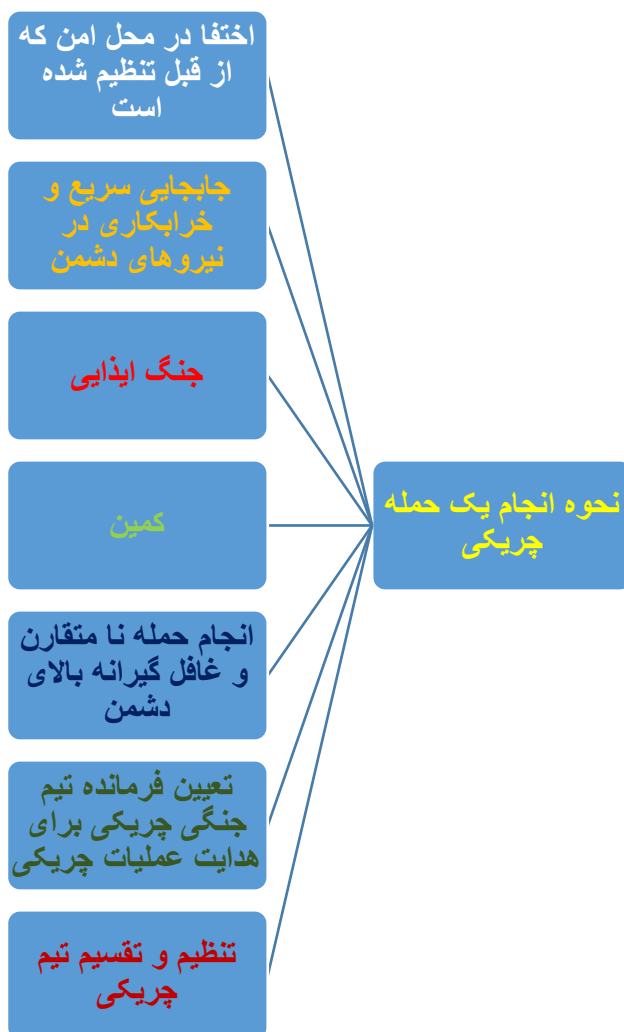 اختفا در محل امن که
از قبل تنظیم شده
است
جابجایی سریع و
خرابکاری در
نیروهای دشمن
جنگ ایذایی
کمین
نحوه انجام یک حمله
چریکی
انجام حمله نا متقارن
و غافل گیرانه بالای
دشمن
تعیین فرمانده تیم
جنگی چریکی برای
هدایت عملیات چریکی
تنظیم و تقسیم تیم
چریکی